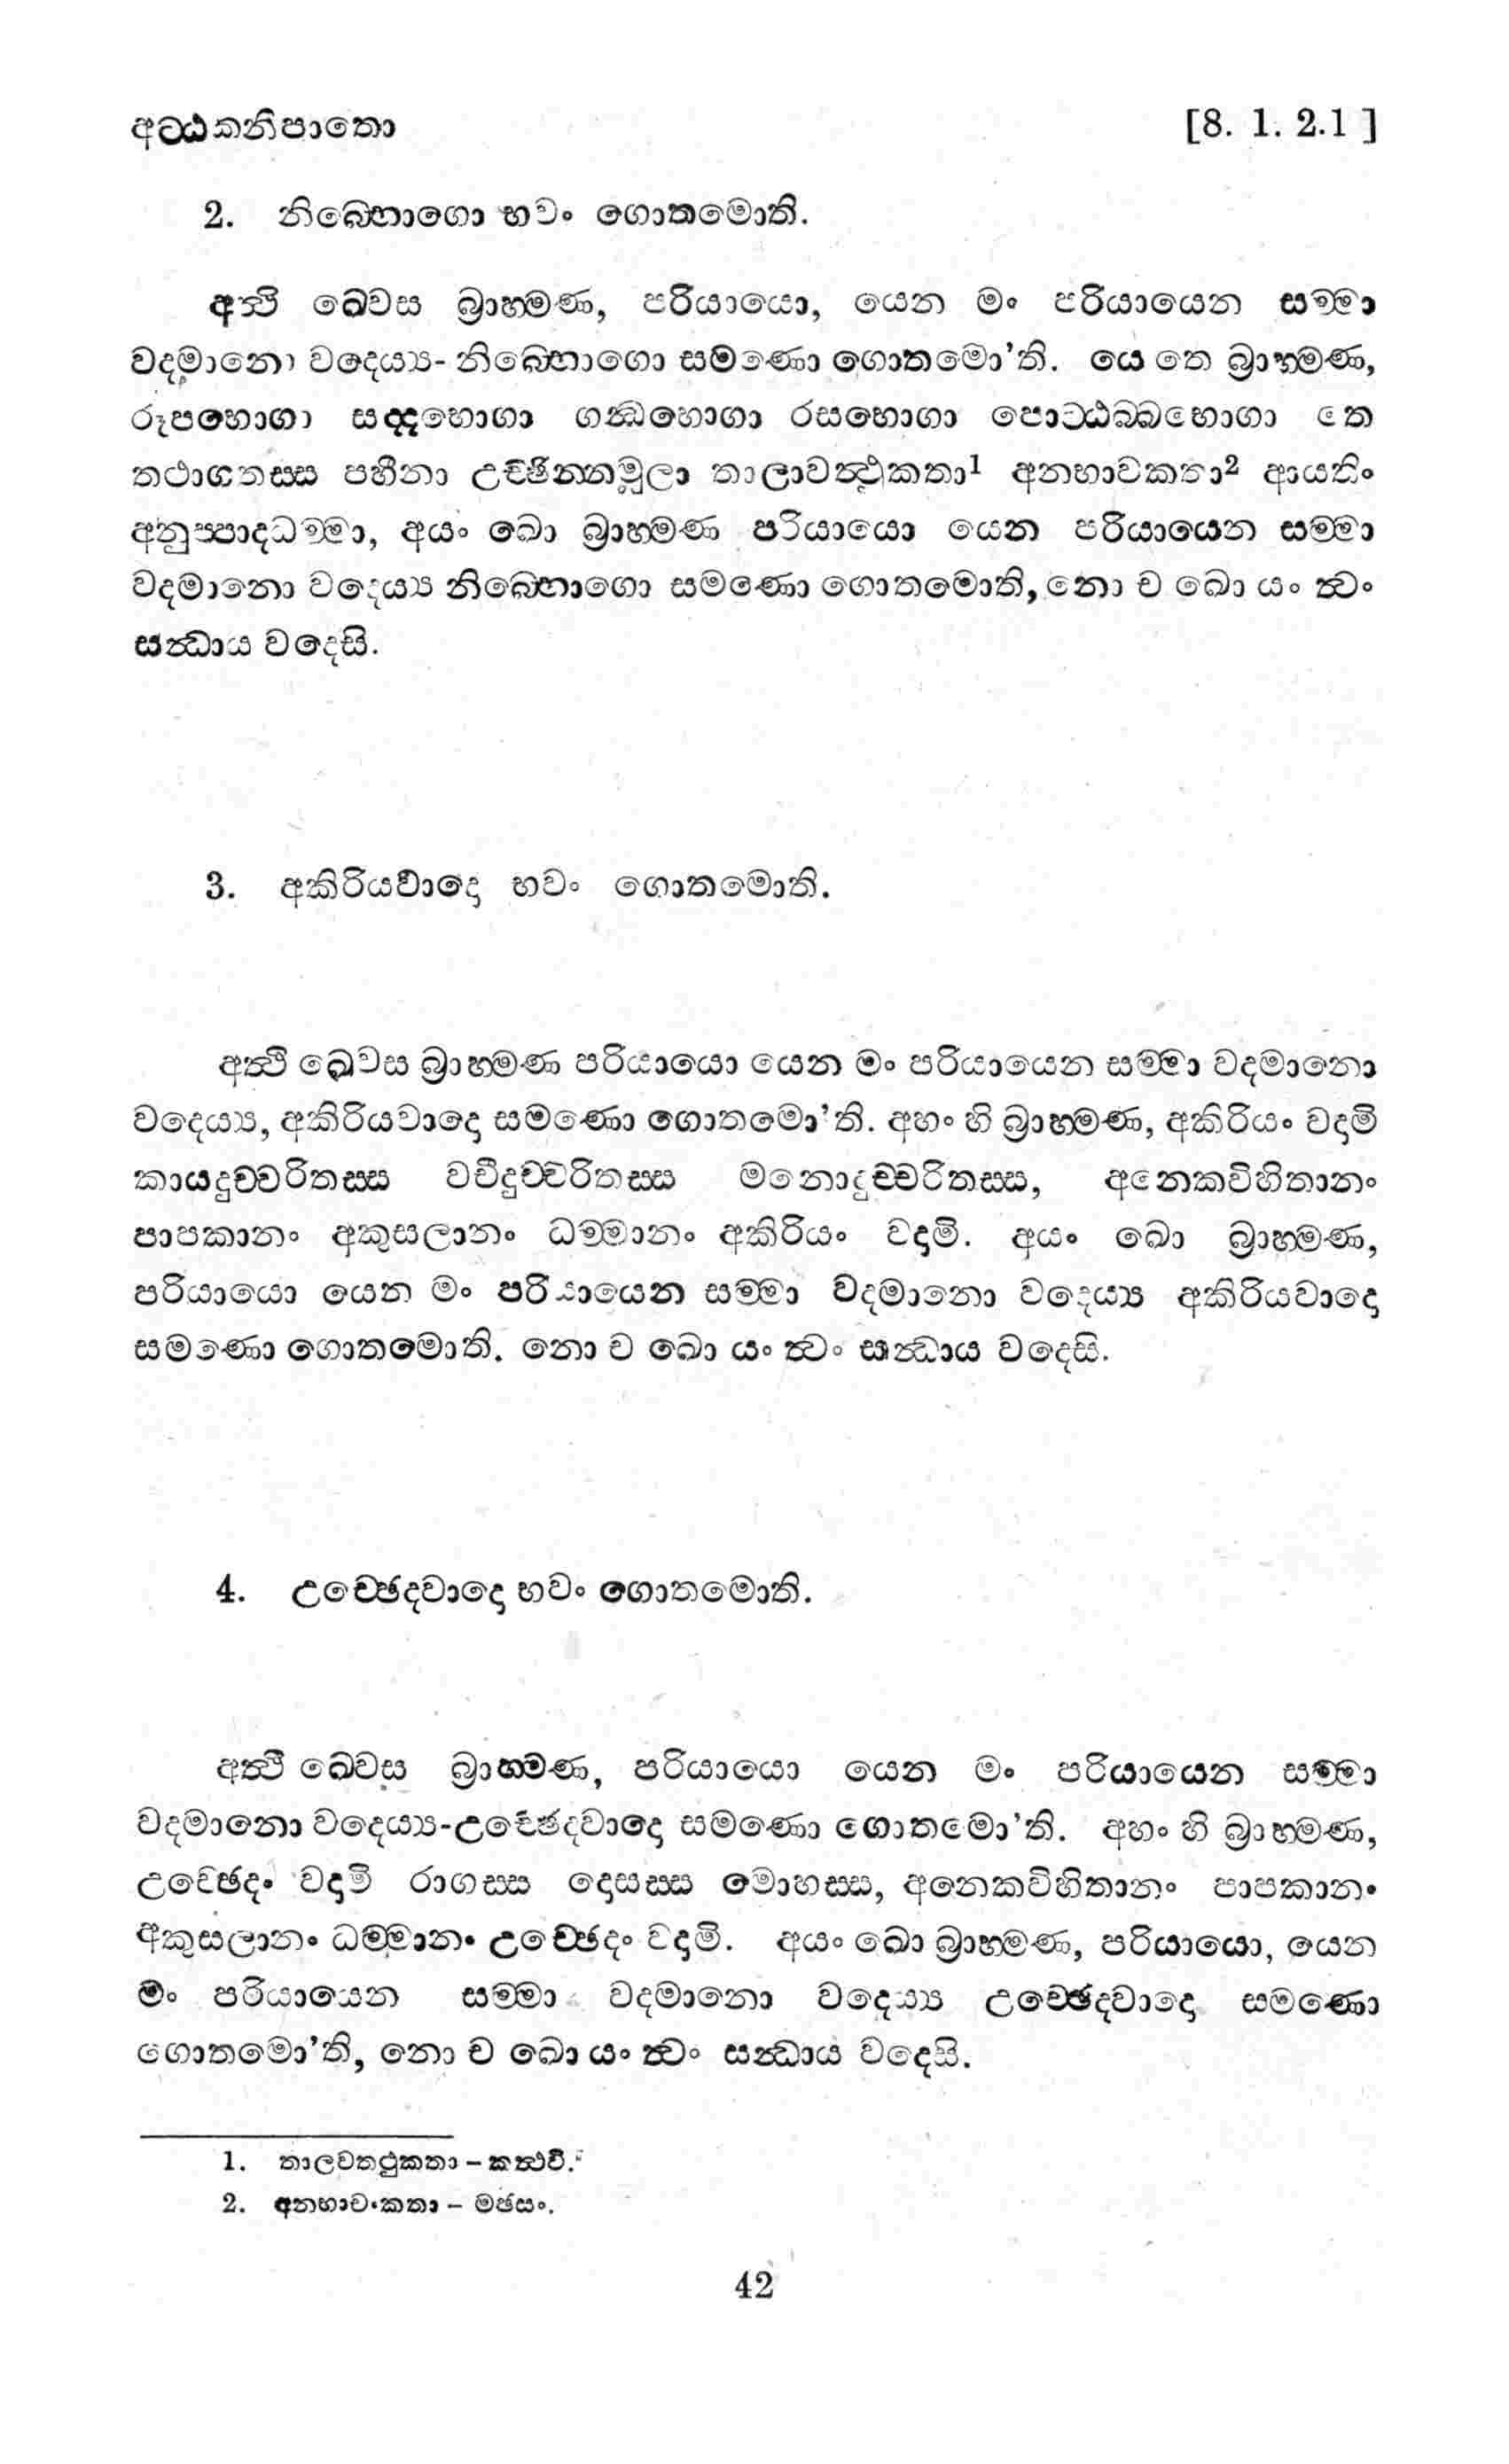 අට්ඨකනිපාතො [8. 1. 2.1 ]
2. නිබ්භොගො භවං ගොතමොති.
අත්ථි ඛෙවස බ්‍රාහ්මණ, පරියායො, යෙන මං පරියායෙන සම්මා
වදමානො වදෙය්‍ය- නිබ්භොගො සමණො ගොතමො'ති. යෙ තෙ බ්‍රාහ්මණ,
රූපභොගා සද්දභොගා ගන්ධභොගා රසභොගා පොට්ඨබ්බභොගා තෙ
තථාගතස්ස පහීනා උච්ඡින්නමූලා තාලාවත්ථුකතා1 අනභාවකතා2 ආයතිං
අනුප්පාදධම්මා, අයං ඛො බ්‍රාහ්මණ පරියායො යෙන පරියායෙන සම්මා
වදමානො වදෙය්‍ය නිබ්භොගො සමණො ගොතමොති, නො ච ඛො යං ත්වං
සන්ධාය වදෙසි.
3. අකිරියවාදො භවං ගොතමොති.
අත්ථි ඛ්වෙවස බ්‍රාහ්මණ පරියායො යෙන මං පරියායෙන සම්මා වදමානො
වදෙය්‍ය, අකිරියවාදො සමණො ගොතමො'ති. අහං හි බ්‍රාහ්මණ, අකිරියං වදාමි
කායදුච්චරිතස්ස වචීදුච්චරිතස්ස මනොදුච්චරිතස්ස, අනෙකවිහිතානං
පාපකානං අකුසලානං ධම්මානං අකිරියං වදාමි. අයං ඛො බ්‍රාහ්මණ,
පරියායො යෙන මං පරියායෙන සම්මා වදමානො වදෙය්‍ය අකිරියවාදො
සමණො ගොතමොති. නො ච ඛො යං ත්වං සන්ධාය වදෙසි.
4. උච්ඡෙදවාදො භවං ගොතමොති.
අත්ථි ඛෙවස බ්‍රාහ්මණ, පරියායො යෙන මං පරියායෙන සම්මා
වදමානො වදෙය්‍ය-උච්ඡෙදවාදො සමණො ගොතමො'ති. අහං හි බ්‍රාහ්මණ,
උච්ඡෙදං වදාමි රාගස්ස දොසස්ස මොහස්ස, අනෙකවිහිතානං පාපකානං
අකුසලානං ධම්මානං උච්ඡෙදං වදාමි. අයං ඛො බ්‍රාහ්මණ, පරියායො, යෙන
මං පරියායෙන සම්මා වදමානො වදෙය්‍ය උච්ඡෙදවාදො සමණො
ගොතමො'ති, නො ච ඛො යං ත්වං සන්ධාය වදෙසි.
1. තාලවත්ථුකතා – කත්ථචි.
2. අනභාවංකතා – මඡසං.
42